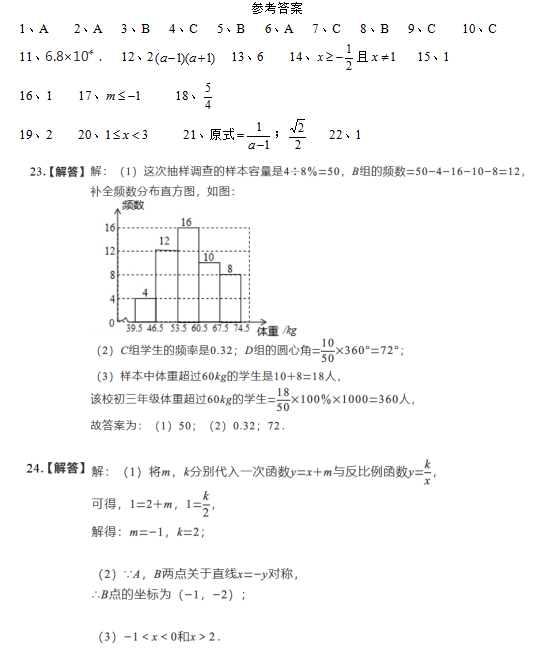 参考答案
1、A 2、A 3、B 4、C 5、B 6、A 7、C 8、B 9、C 10、C
11、6.8×10⁴． 12、2(a−1)(a+1) 13、6 14、x≥−1/2且x≠1 15、1
16、1 17、m≤−1 18、5/4
19、2 20、1≤x<3 21、原式=1/(a−1)；√2/2 22、1
23.【解答】解：（1）这次抽样调查的样本容量是4÷8%=50，B组的频数=50−4−16−10−8=12，
补全频数分布直方图，如图：
频数
16
12
8
4
0
4
12
16
10
8
39.5 46.5 53.5 60.5 67.5 74.5 体重/kg
（2）C组学生的频率是0.32；D组的圆心角=10/50×360°=72°；
（3）样本中体重超过60kg的学生是10+8=18人，
该校初三年级体重超过60kg的学生=18/50×100%×1000=360人，
故答案为：（1）50；（2）0.32；72．
24.【解答】解：（1）将m，k分别代入一次函数y=x+m与反比例函数y=k/x，
可得，1=2+m，1=k/2，
解得：m=−1，k=2；
（2）∵A，B两点关于直线x=−y对称，
∴B点的坐标为（−1，−2）；
（3）−1<x<0和x>2．